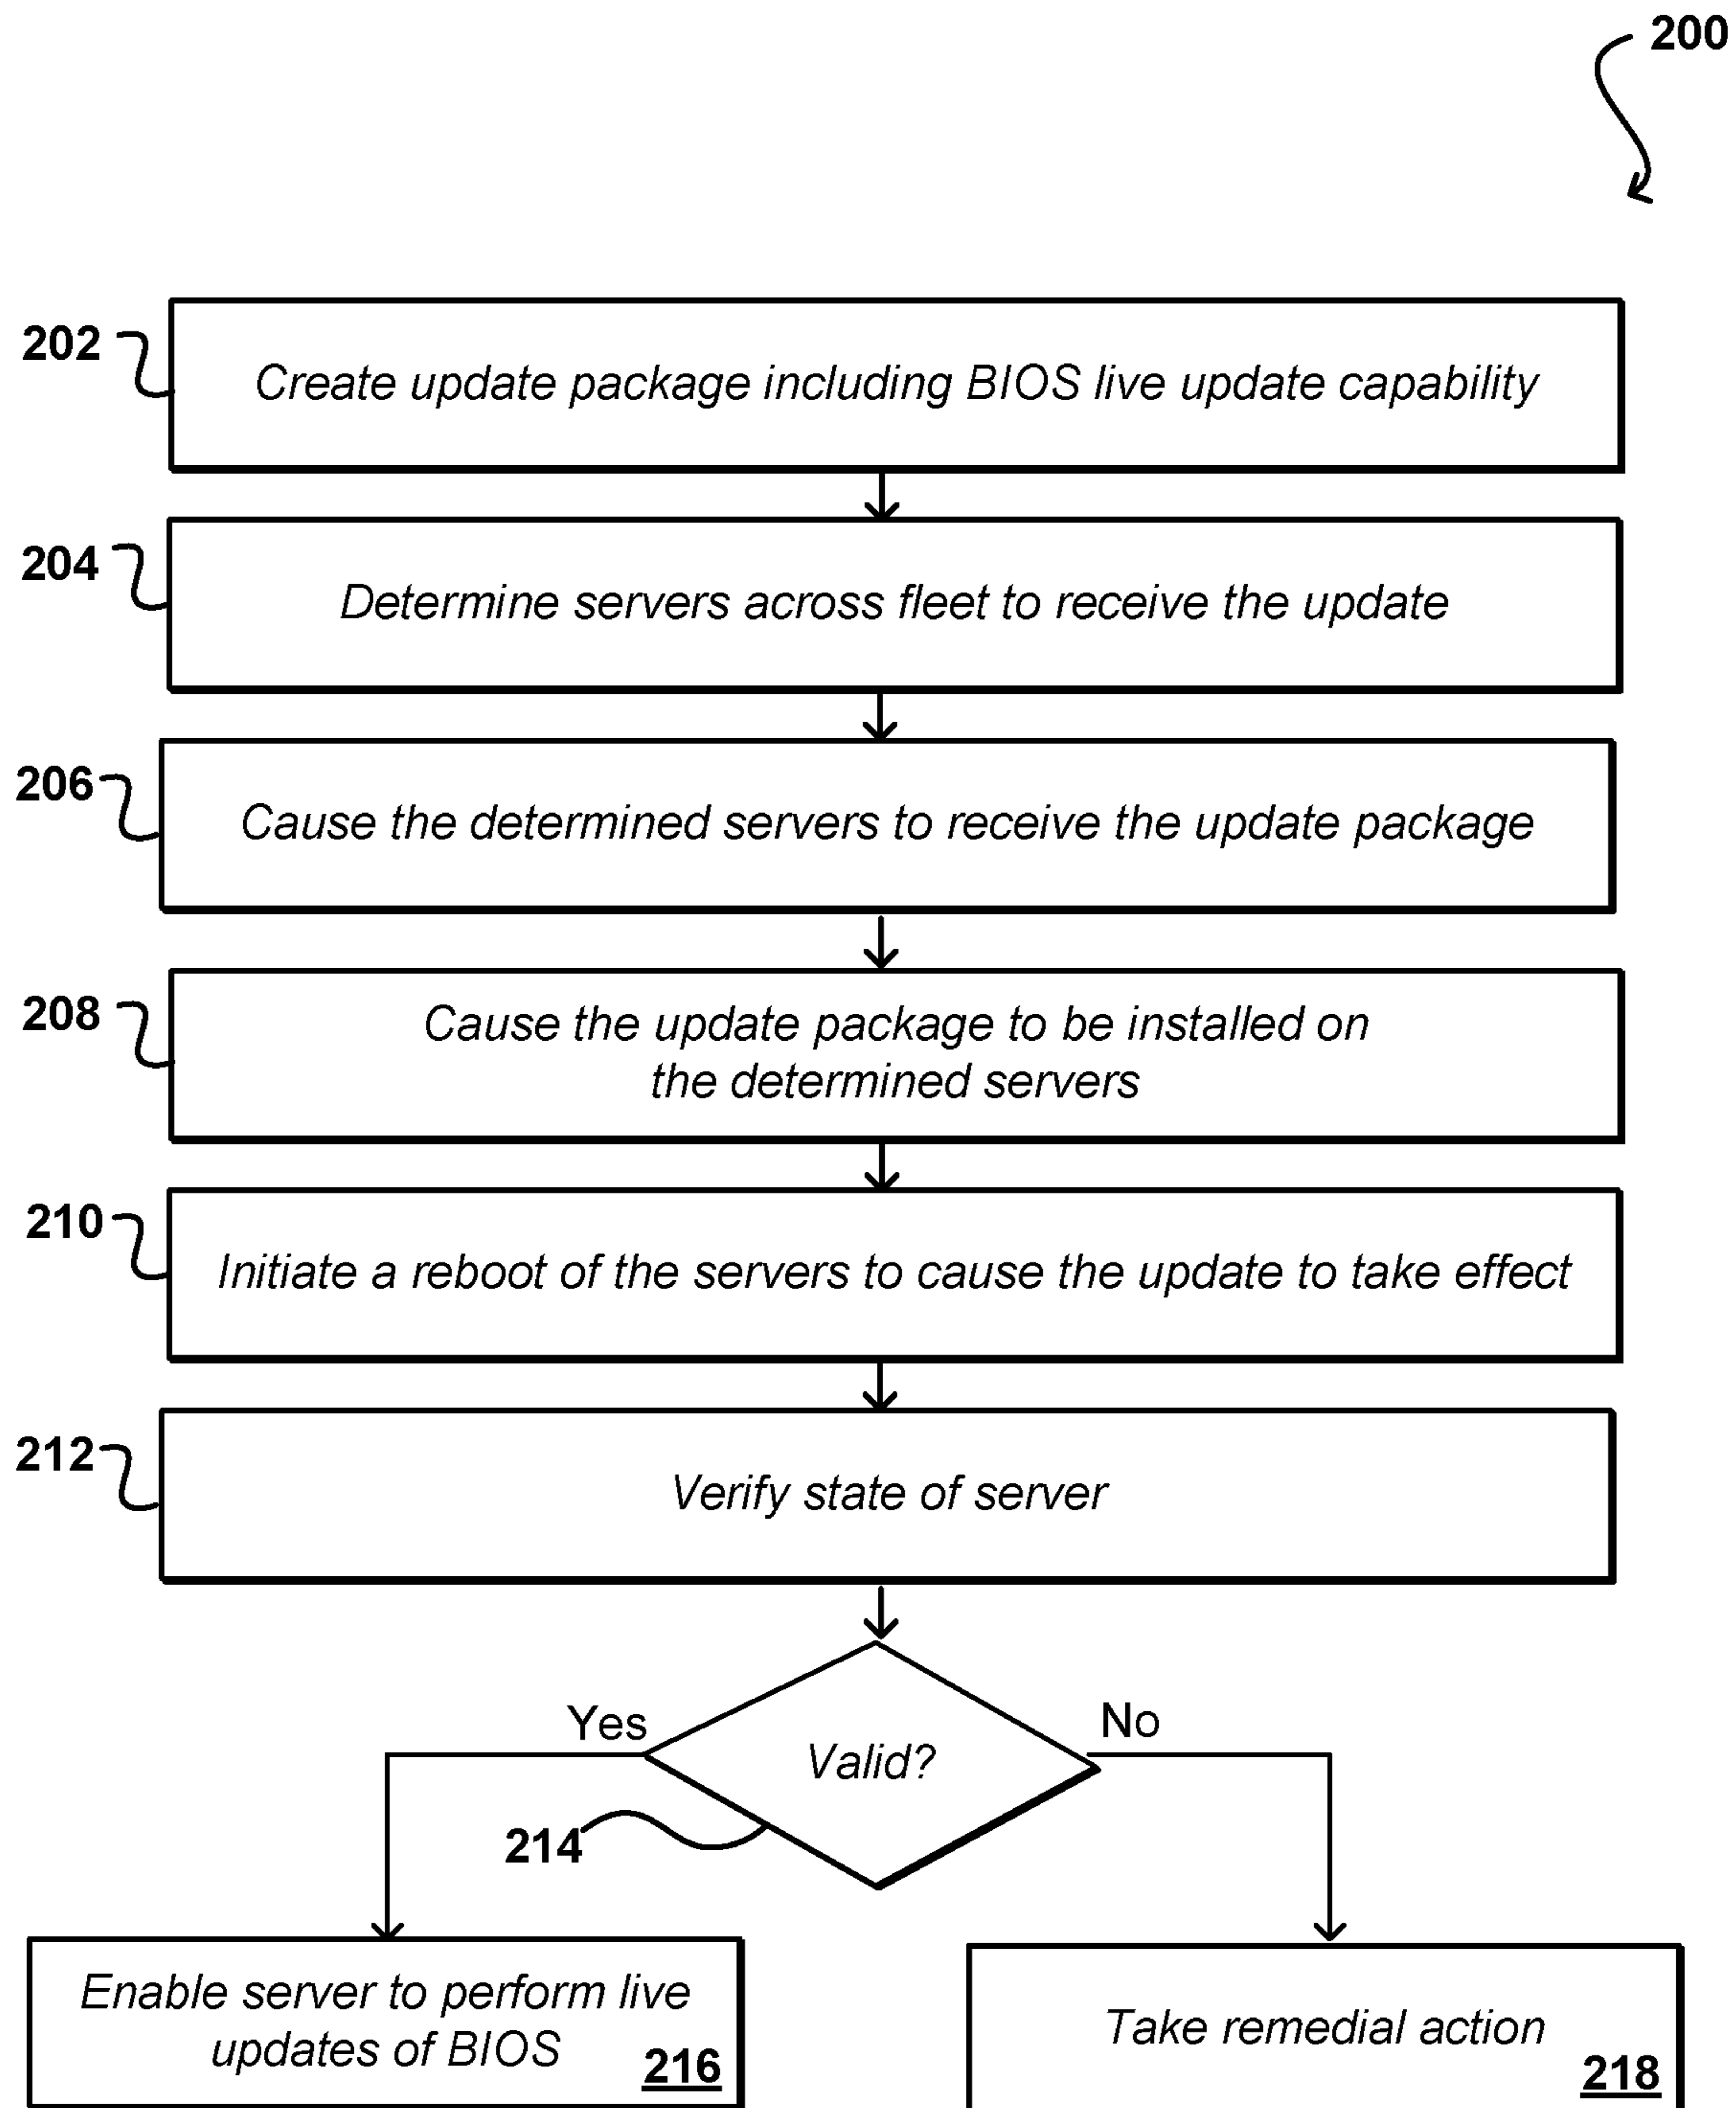 200
202
Create update package including BIOS live update capability
204
Determine servers across fleet to receive the update
206
Cause the determined servers to receive the update package
208
Cause the update package to be installed on
the determined servers
210
Initiate a reboot of the servers to cause the update to take effect
212
Verify state of server
Yes
No
Valid?
214
Enable server to perform live
updates of BIOS
216
Take remedial action
218